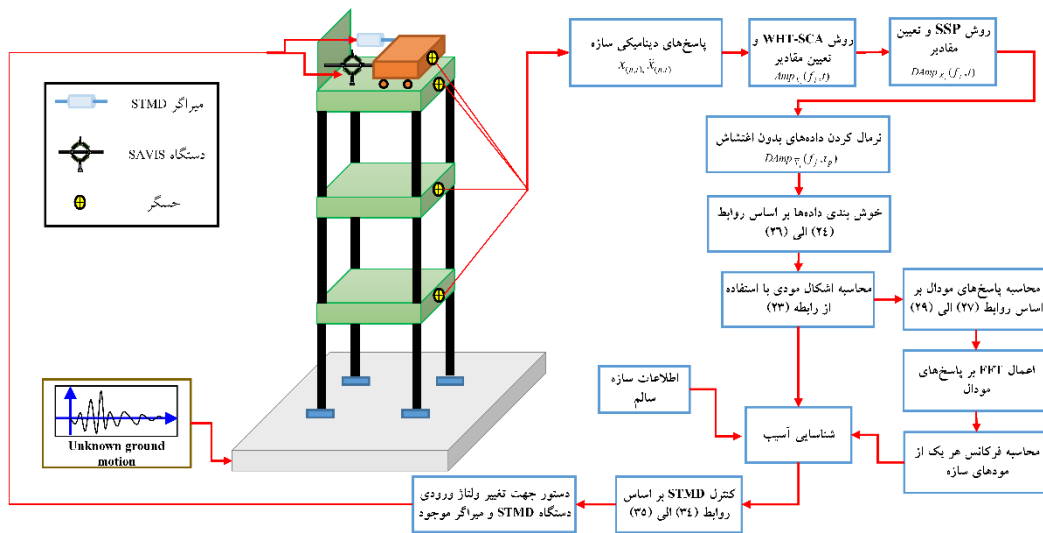 میراگر STMD
دستگاه SAVIS
حسگر
پاسخ‌های دینامیکی سازه
روش WHT-SCA و
تعیین مقادیر
روش SSP و تعیین
مقادیر
نرمال کردن داده‌های بدون اغتشاش
خوش بندی داده‌ها بر اساس روابط
(۲۴) الی (۲۶)
محاسبه اشکال مودی با استفاده
از رابطه (۲۳)
محاسبه پاسخ‌های مودال بر
اساس روابط (۲۷) الی (۲۹)
اعمال FFT بر پاسخ‌های
مودال
محاسبه فرکانس هر یک از
مودهای سازه
اطلاعات سازه
سالم
شناسایی آسیب
کنترل STMD بر اساس
روابط (۳۴) الی (۳۵)
دستور جهت تغییر ولتاژ ورودی
دستگاه STMD و میراگر موجود
Unknown ground
motion